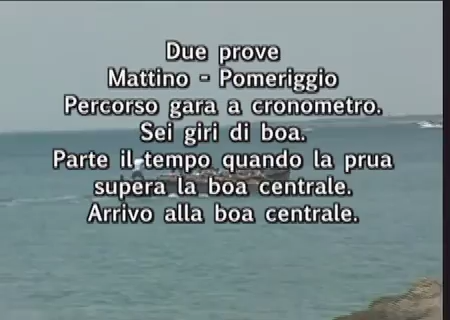 Due prove
Mattino - Pomeriggio
Percorso gara a cronometro.
Sei giri di boa.
Parte il tempo quando la prua
supera la boa centrale.
Arrivo alla boa centrale.